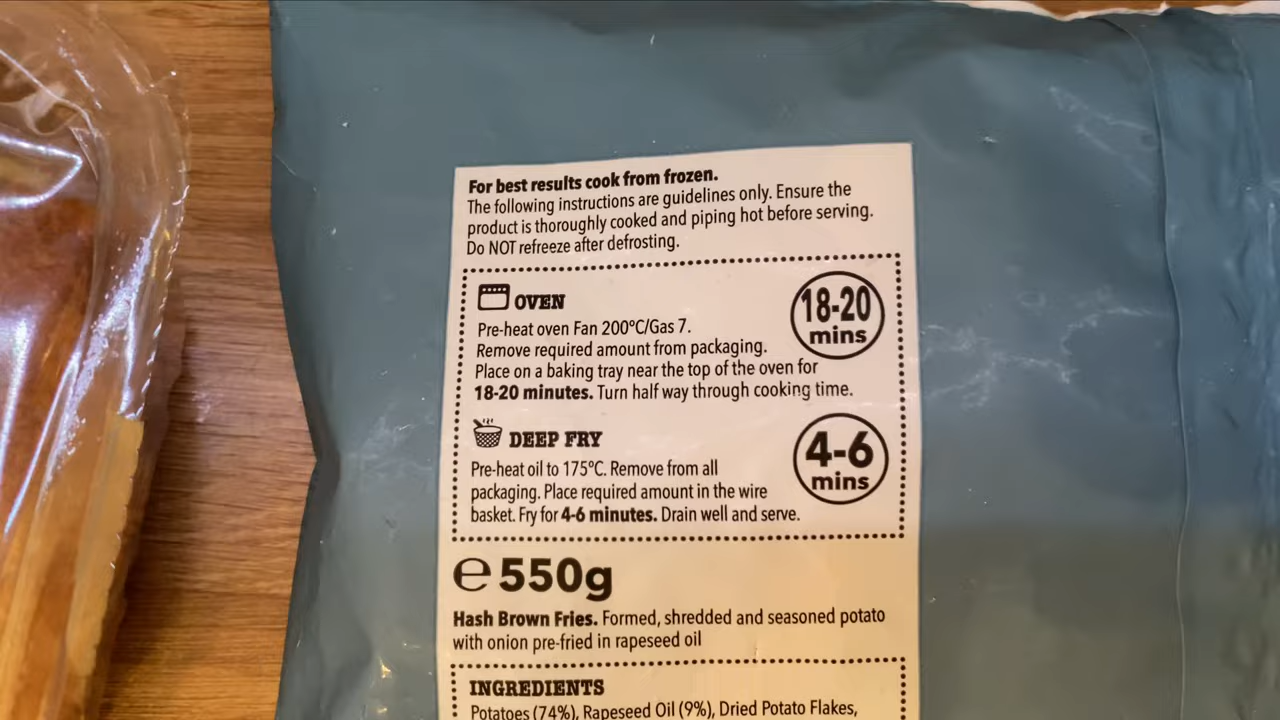 For best results cook from frozen.
The following instructions are guidelines only. Ensure the
product is thoroughly cooked and piping hot before serving.
Do NOT refreeze after defrosting.
OVEN
18-20
mins
Pre-heat oven Fan 200°C/Gas 7.
Remove required amount from packaging.
Place on a baking tray near the top of the oven for
18-20 minutes. Turn half way through cooking time.
DEEP FRY
4-6
mins
Pre-heat oil to 175°C. Remove from all
packaging. Place required amount in the wire
basket. Fry for 4-6 minutes. Drain well and serve.
℮550g
Hash Brown Fries. Formed, shredded and seasoned potato
with onion pre-fried in rapeseed oil
INGREDIENTS
Potatoes (74%), Rapeseed Oil (9%), Dried Potato Flakes,